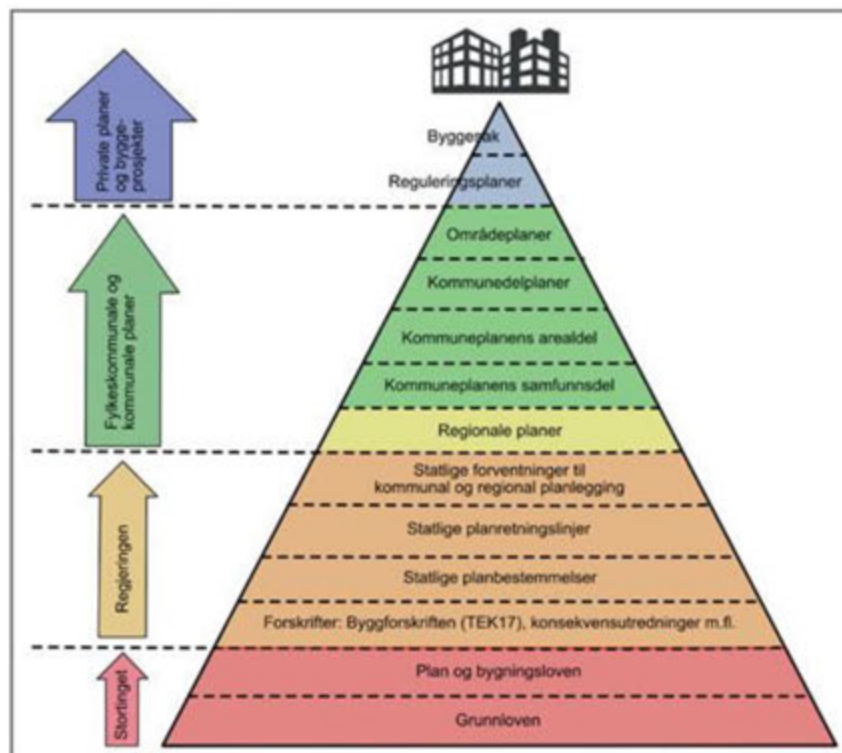 Private planer
og bygge-
prosjekter
Byggesak
Reguleringsplaner
Fylkeskommunale og
kommunale planer
Områdeplaner
Kommunedelplaner
Kommuneplanens arealdel
Kommuneplanens samfunnsdel
Regionale planer
Regjeringen
Statlige forventninger til
kommunal og regional planlegging
Statlige planretningslinjer
Statlige planbestemmelser
Forskrifter: Byggforskriften (TEK17), konsekvensutredninger m.fl.
Stortinget
Plan og bygningsloven
Grunnloven